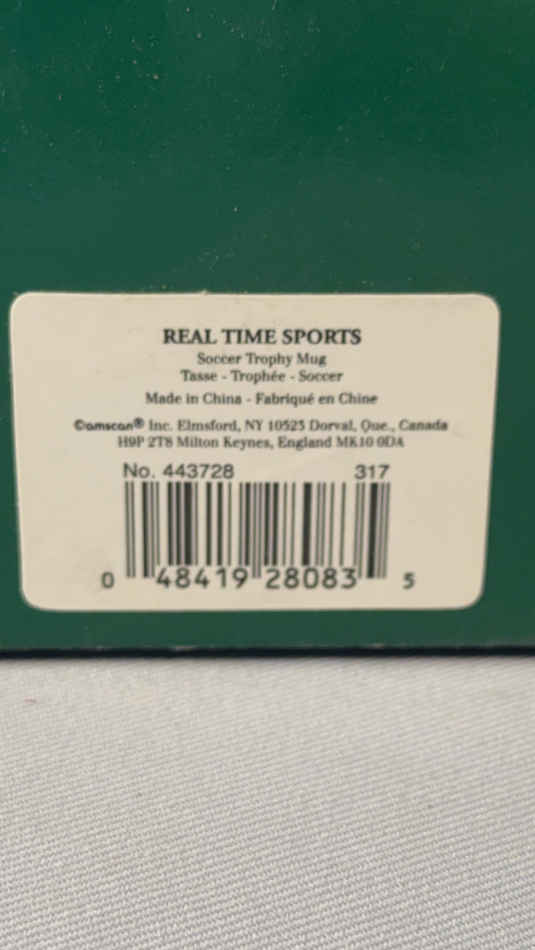 REAL TIME SPORTS
Soccer Trophy Mug
Tasse - Trophée - Soccer
Made in China - Fabriqué en Chine
©amscan® Inc. Elmsford, NY 10523 Dorval, Que., Canada
H9P 2T8 Milton Keynes, England MK10 0DA
No. 443728 317
0 48419 28083 5